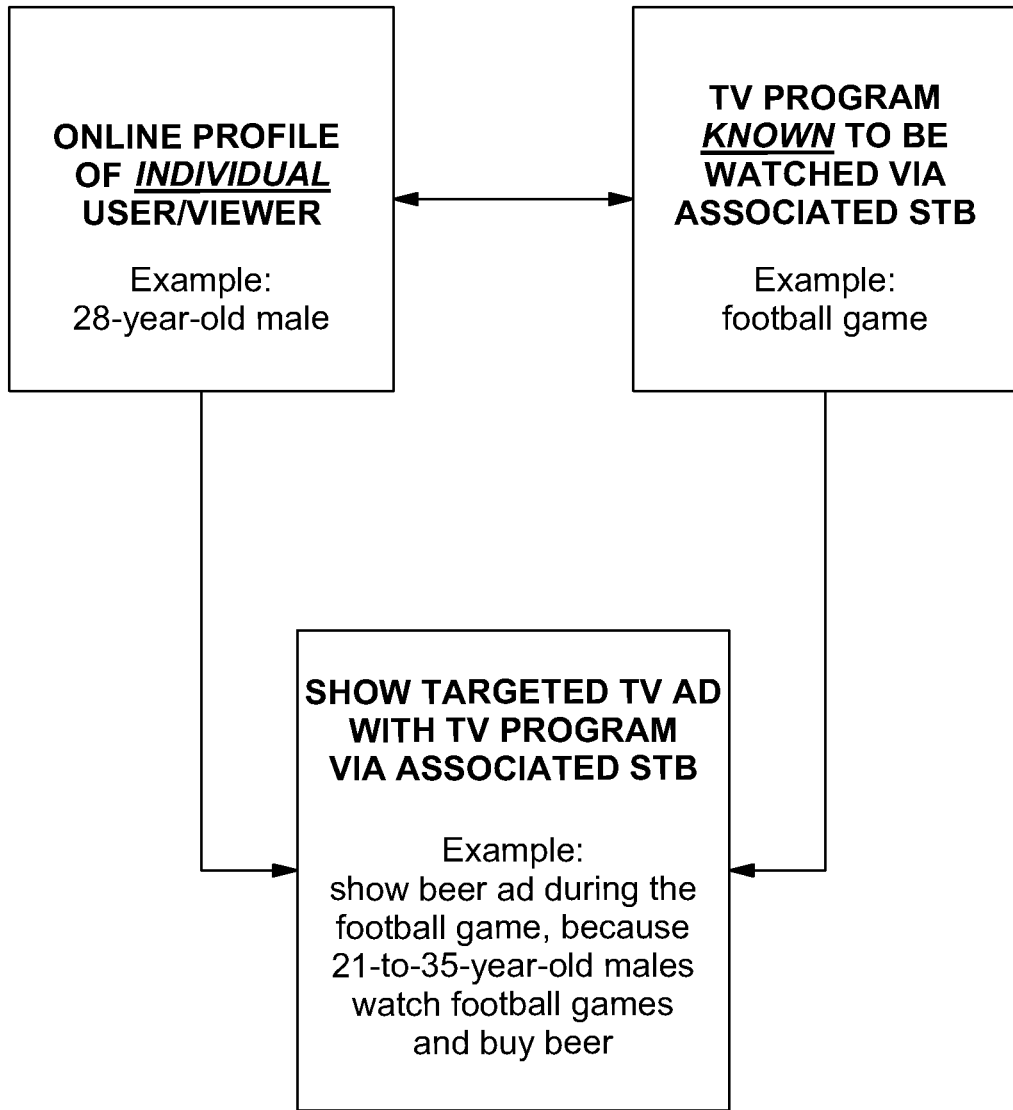 ONLINE PROFILE
OF INDIVIDUAL
USER/VIEWER
Example:
28-year-old male
TV PROGRAM
KNOWN TO BE
WATCHED VIA
ASSOCIATED STB
Example:
football game
SHOW TARGETED TV AD
WITH TV PROGRAM
VIA ASSOCIATED STB
Example:
show beer ad during the
football game, because
21-to-35-year-old males
watch football games
and buy beer